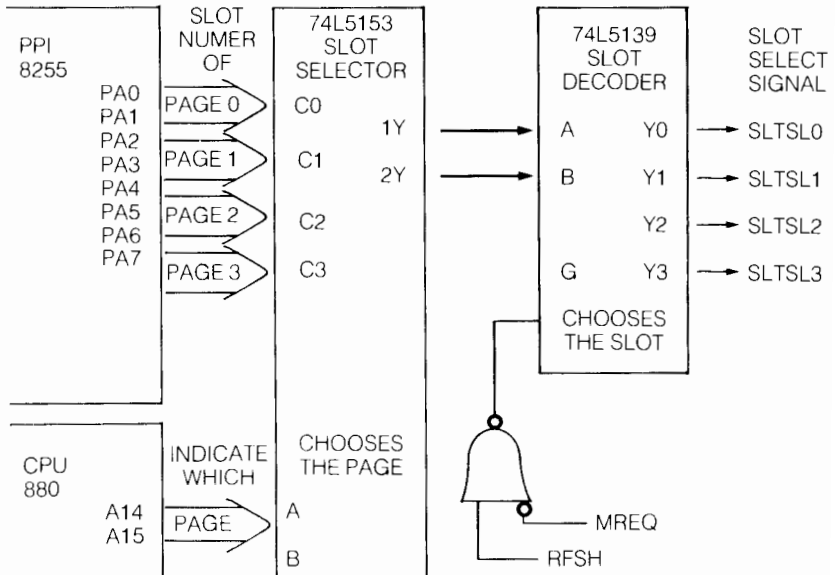 PPI
8255
PA0
PA1
PA2
PA3
PA4
PA5
PA6
PA7
SLOT
NUMER
OF
PAGE 0
PAGE 1
PAGE 2
PAGE 3
74L5153
SLOT
SELECTOR
C0
C1
C2
C3
1Y
2Y
CHOOSES
THE PAGE
A
B
CPU
880
A14
A15
INDICATE
WHICH
PAGE
74L5139
SLOT
DECODER
A
B
G
Y0
Y1
Y2
Y3
CHOOSES
THE SLOT
SLOT
SELECT
SIGNAL
SLTSL0
SLTSL1
SLTSL2
SLTSL3
MREQ
RFSH